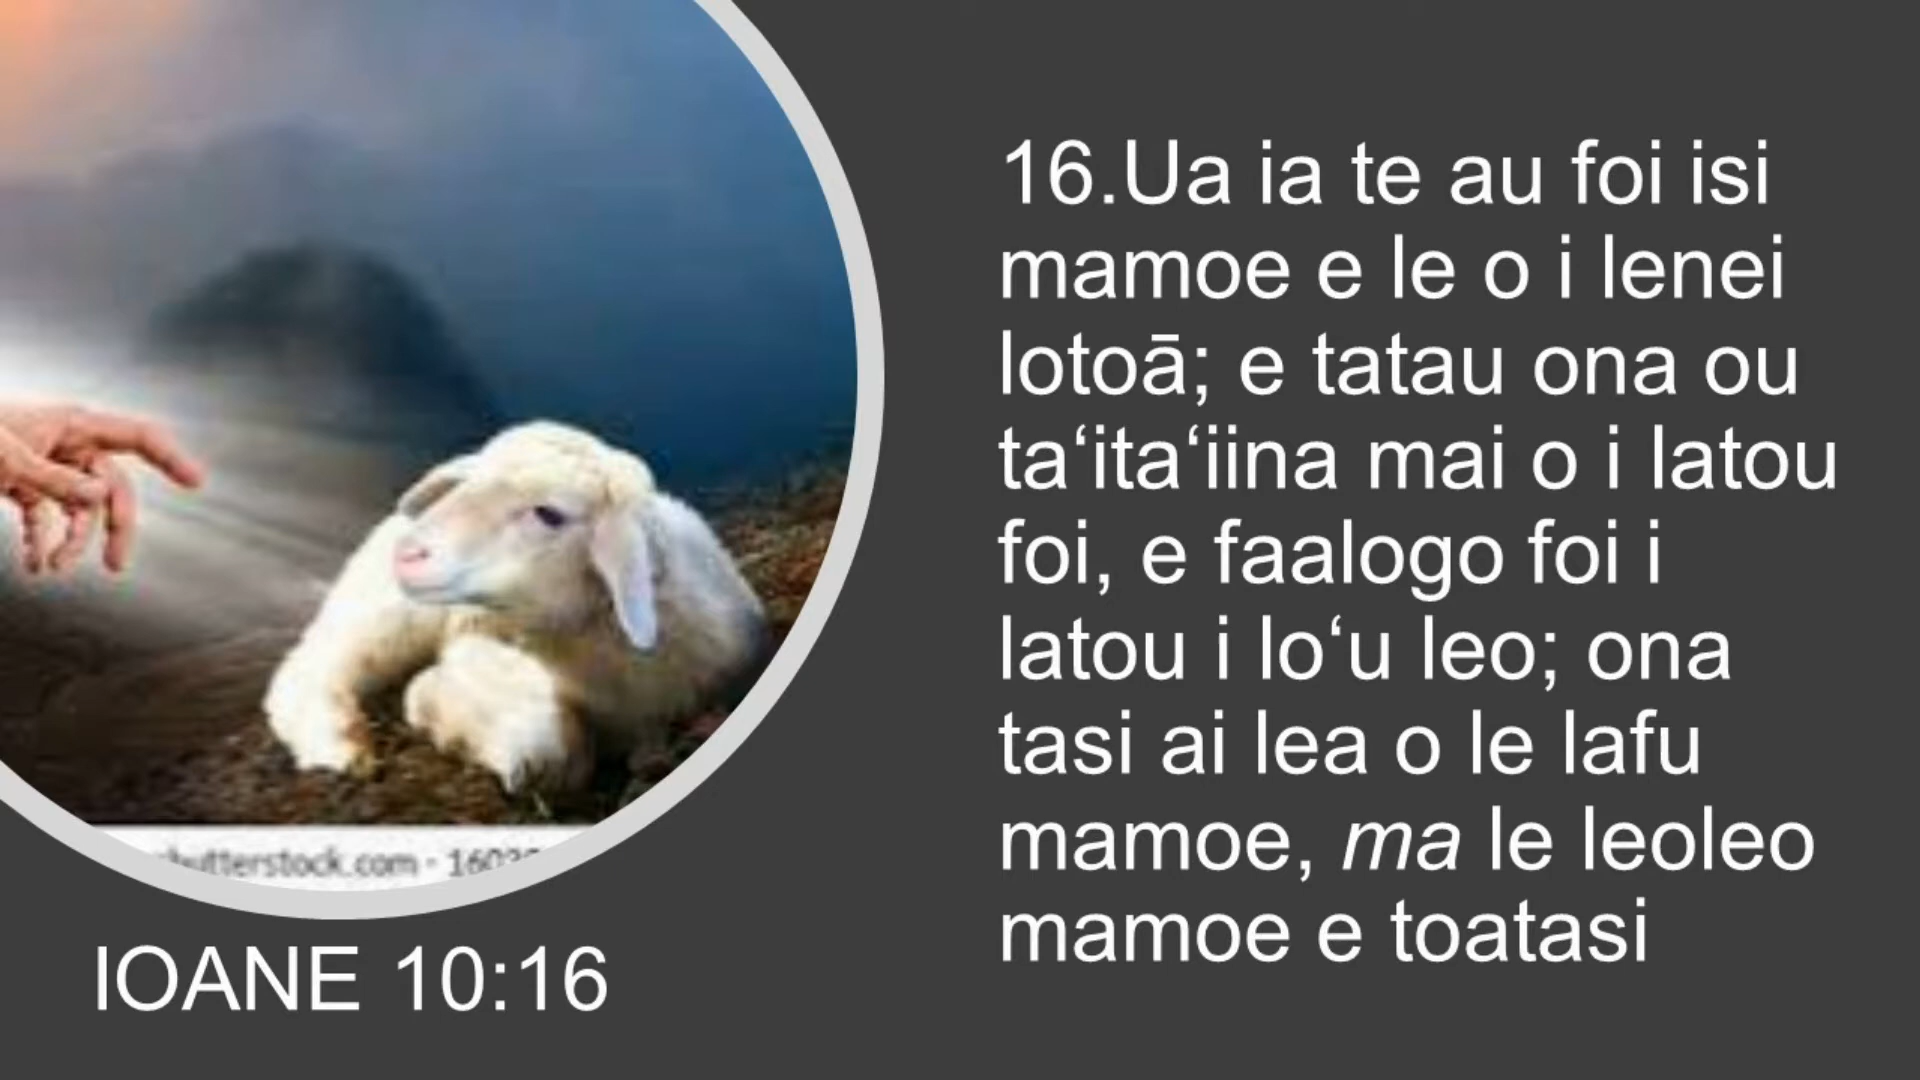 16.Ua ia te au foi isi
mamoe e le o i lenei
lotoā; e tatau ona ou
ta‘ita‘iina mai o i latou
foi, e faalogo foi i
latou i lo‘u leo; ona
tasi ai lea o le lafu
mamoe, ma le leoleo
mamoe e toatasi
IOANE 10:16